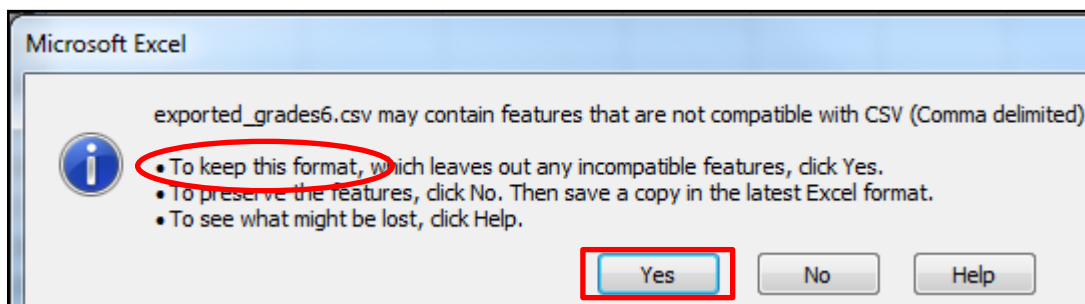 Microsoft Excel
exported_grades6.csv may contain features that are not compatible with CSV (Comma delimited)
• To keep this format, which leaves out any incompatible features, click Yes.
• To preserve the features, click No. Then save a copy in the latest Excel format.
• To see what might be lost, click Help.
Yes No Help